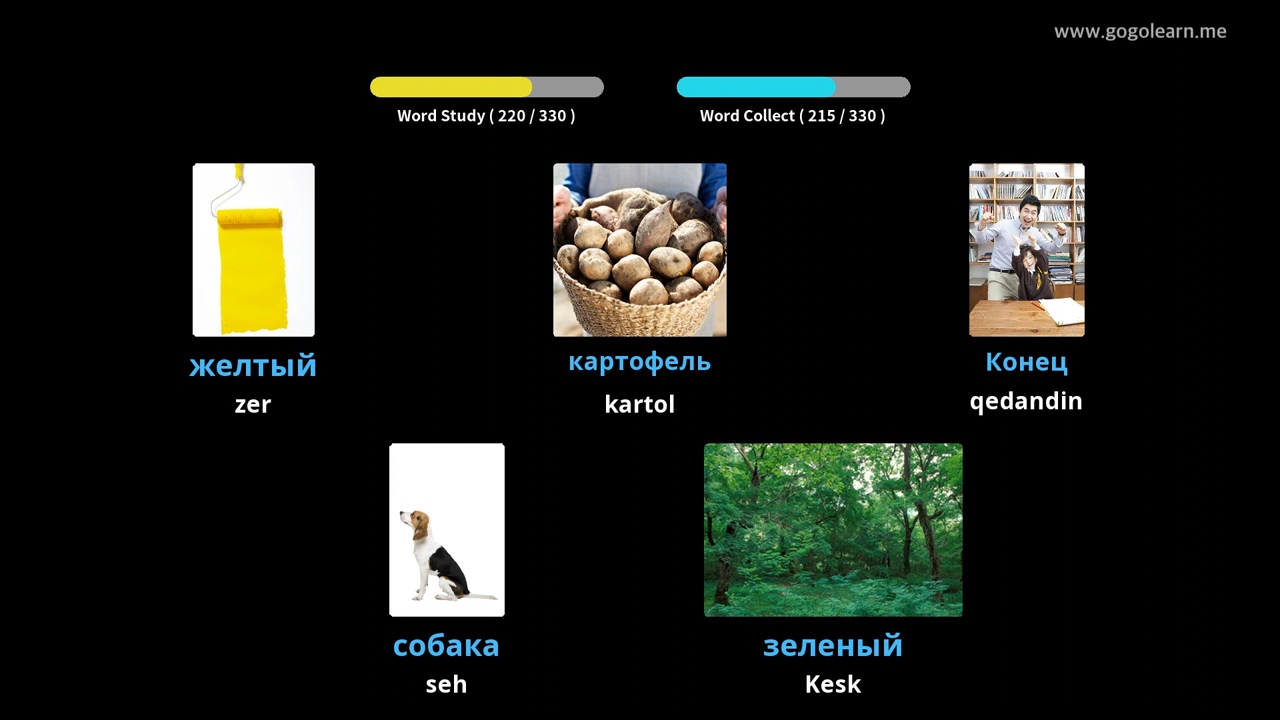 www.gogolearn.me
Word Study ( 220 / 330 )
Word Collect ( 215 / 330 )
желтый
zer
картофель
kartol
Конец
qedandin
собака
seh
зеленый
Kesk